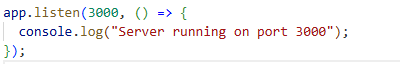 app.listen(3000, () => {
  console.log("Server running on port 3000");
});